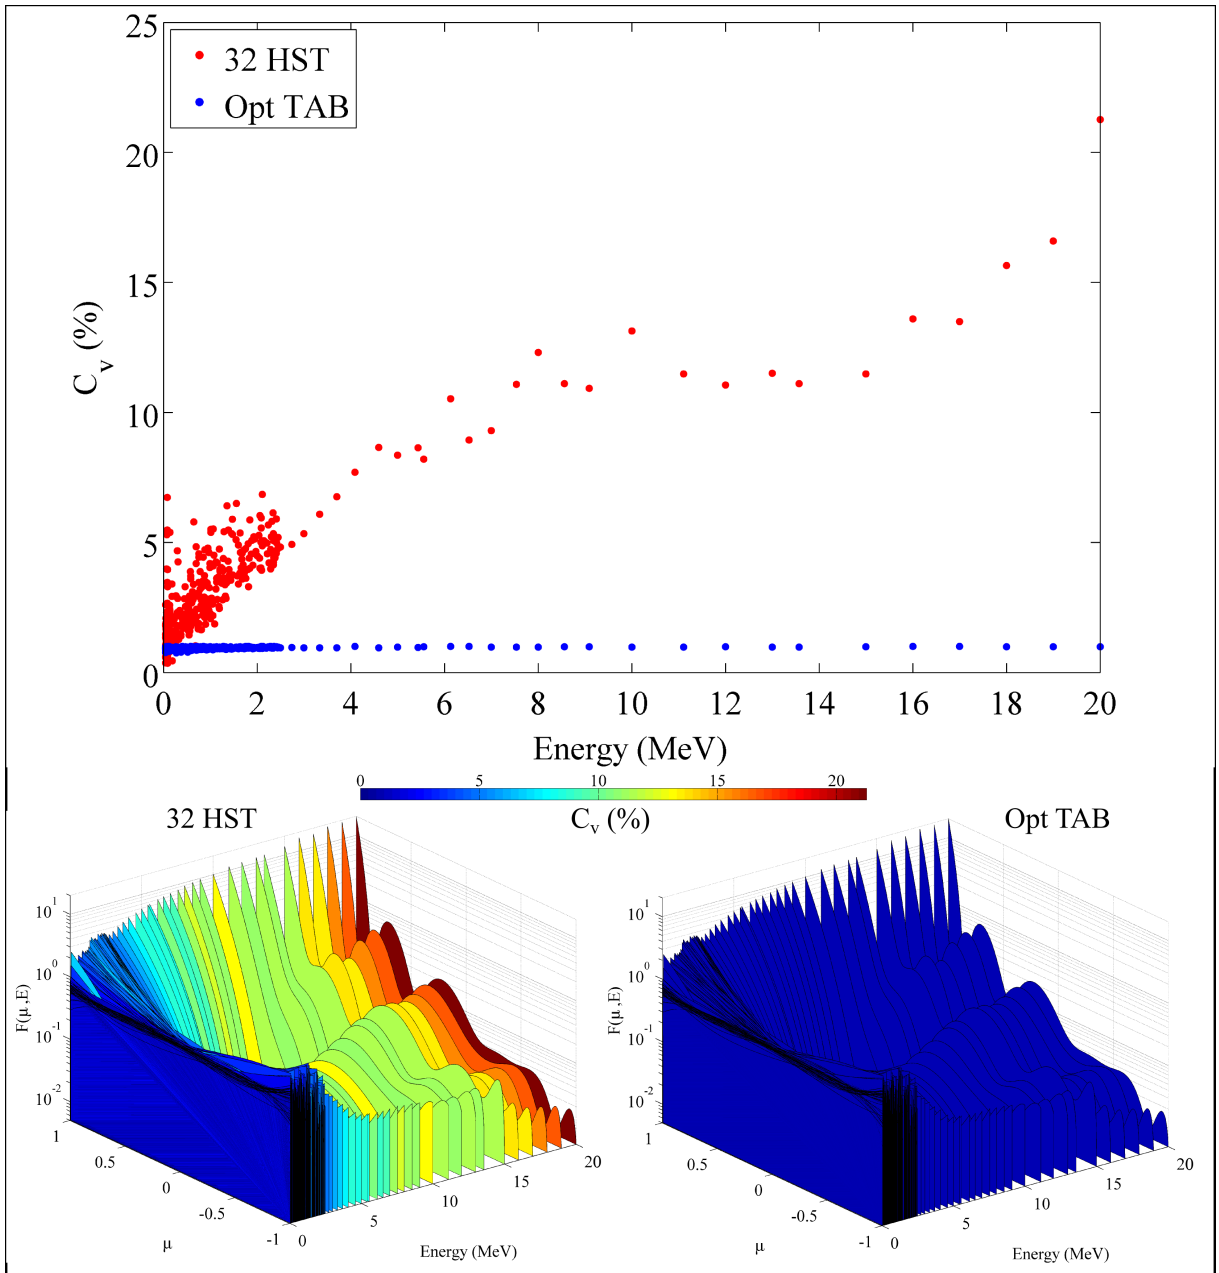 25
20
15
10
5
0
C_v (%)
32 HST
Opt TAB
0 2 4 6 8 10 12 14 16 18 20
Energy (MeV)
0 5 10 15 20
32 HST
C_v (%)
Opt TAB
10^1
10^0
10^-1
10^-2
F(μ,E)
1
0.5
0
-0.5
-1
μ
0
5
10
15
20
Energy (MeV)
10^1
10^0
10^-1
10^-2
F(μ,E)
1
0.5
0
-0.5
-1
μ
0
5
10
15
20
Energy (MeV)